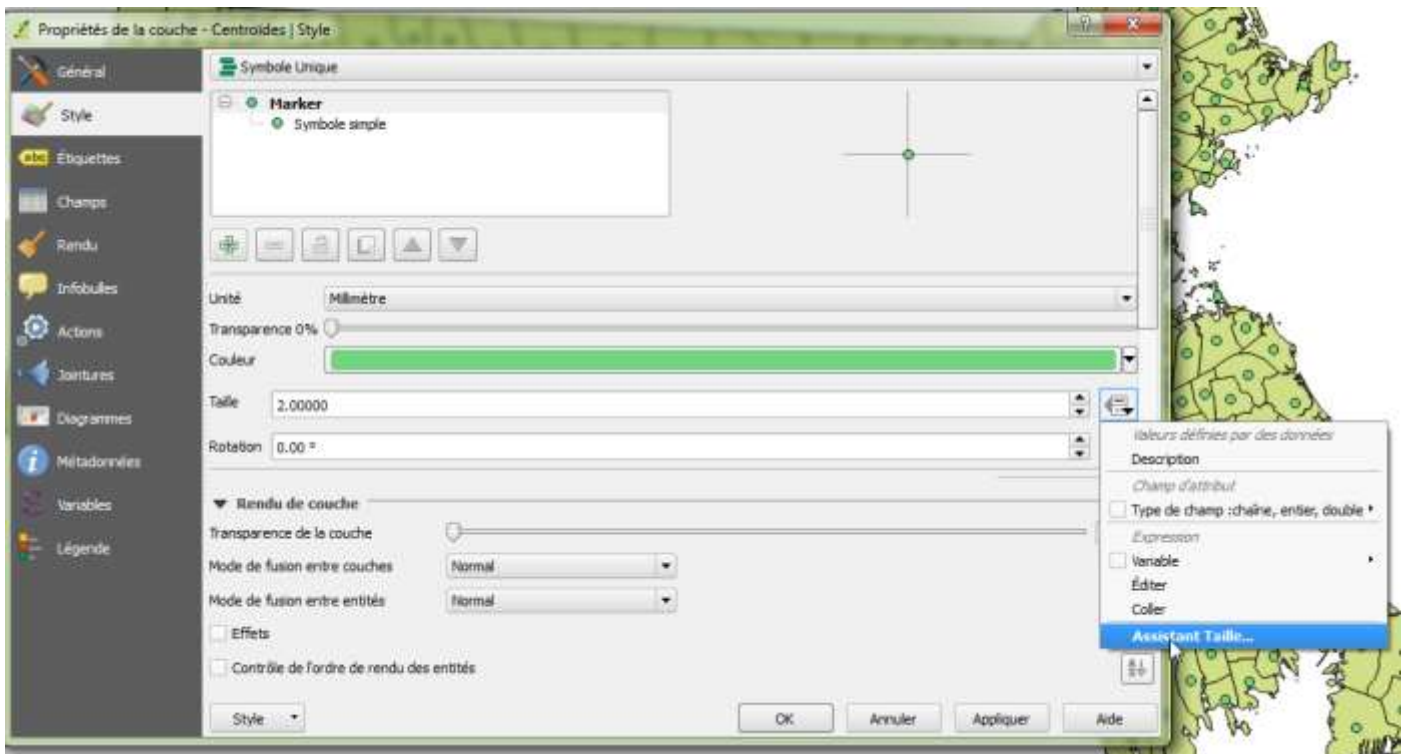 Propriétés de la couche - Centroïdes | Style
Général
Style
abc Étiquettes
Champs
Rendu
Infobulles
Actions
Jointures
Diagrammes
Métadonnées
Variables
Légende
Symbole Unique
Marker
Symbole simple
Unité Millimètre
Transparence 0%
Couleur
Taille 2.00000
Rotation 0.00 °
Rendu de couche
Transparence de la couche
Mode de fusion entre couches Normal
Mode de fusion entre entités Normal
Effets
Contrôle de l'ordre de rendu des entités
Style OK Annuler Appliquer Aide
Valeurs définies par des données
Description
Champ d'attribut
Type de champ :chaîne, entier, double
Expression
Variable
Éditer
Coller
Assistant Taille...